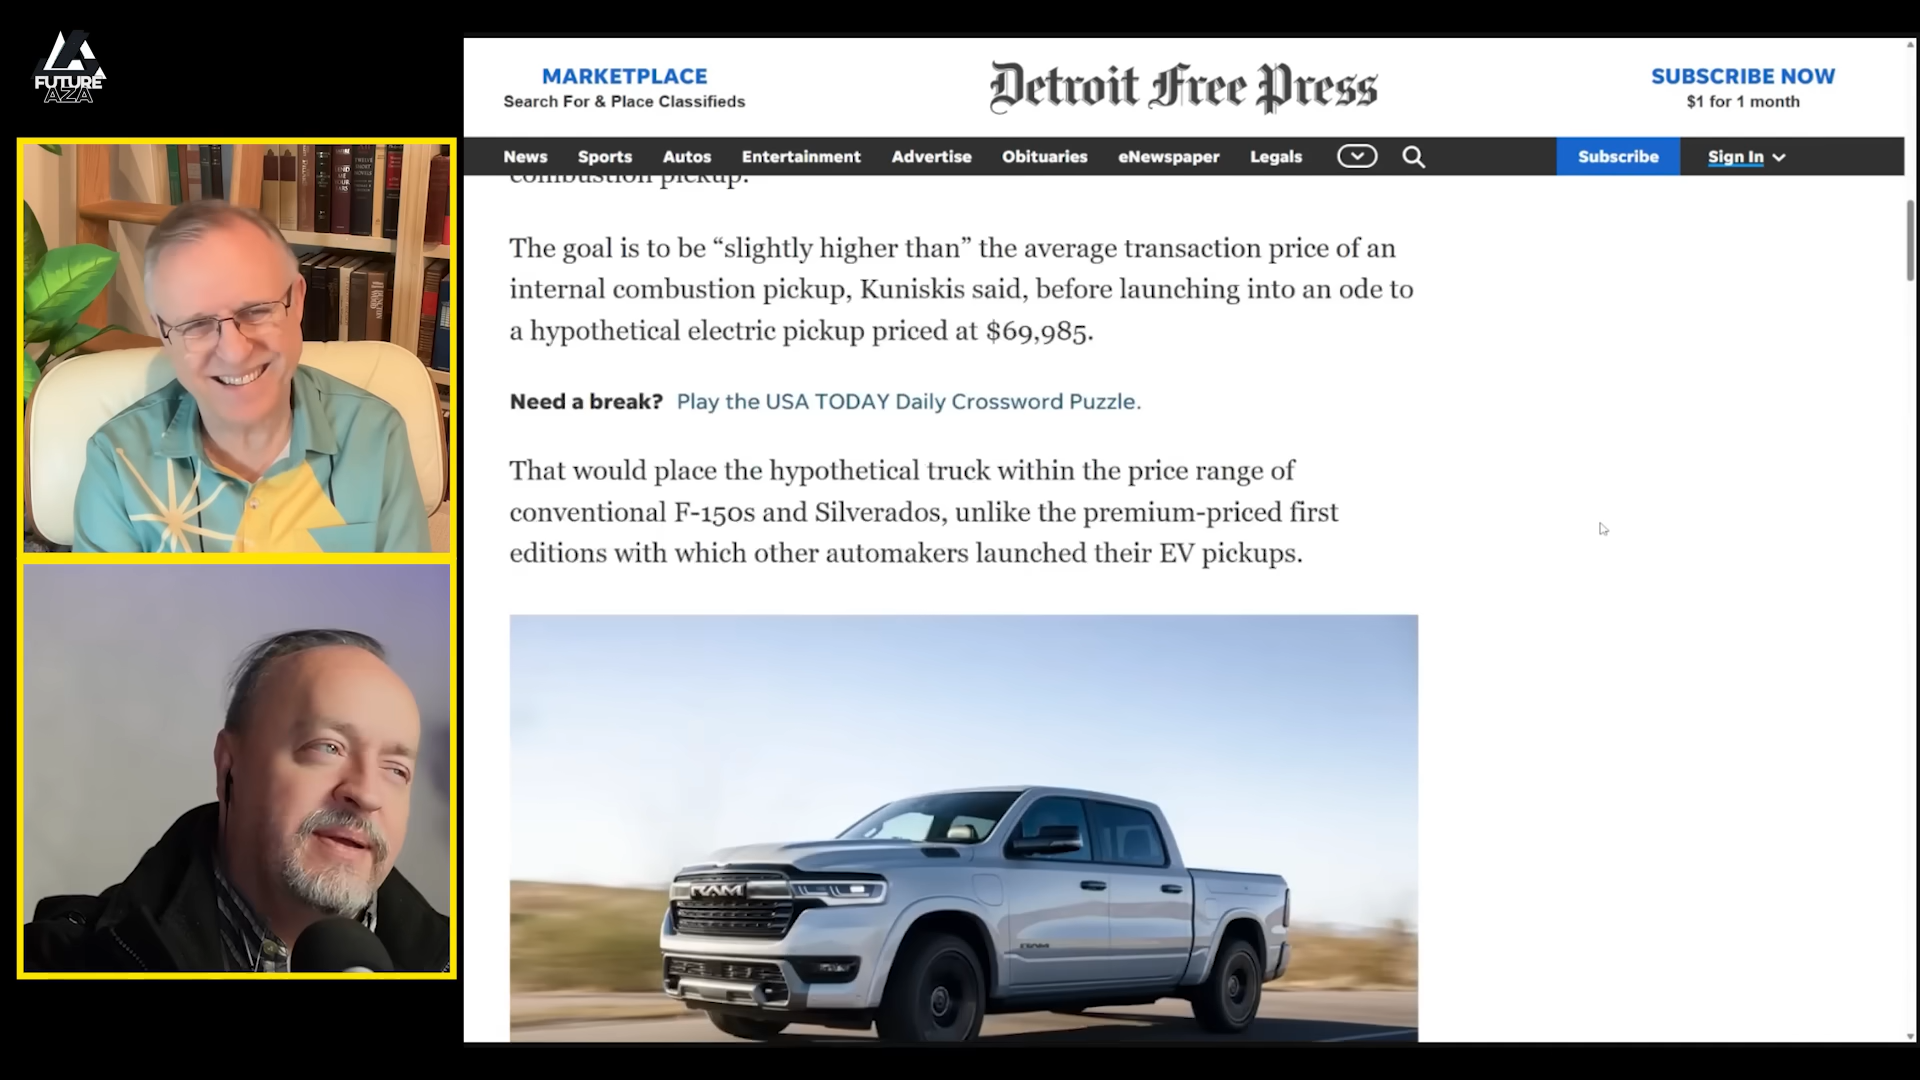 FUTURE
AZA
MARKETPLACE
Search For & Place Classifieds
Detroit Free Press
SUBSCRIBE NOW
$1 for 1 month
News Sports Autos Entertainment Advertise Obituaries eNewspaper Legals Subscribe Sign In
combustion pickup.
The goal is to be “slightly higher than” the average transaction price of an
internal combustion pickup, Kuniskis said, before launching into an ode to
a hypothetical electric pickup priced at $69,985.
Need a break? Play the USA TODAY Daily Crossword Puzzle.
That would place the hypothetical truck within the price range of
conventional F-150s and Silverados, unlike the premium-priced first
editions with which other automakers launched their EV pickups.
RAM